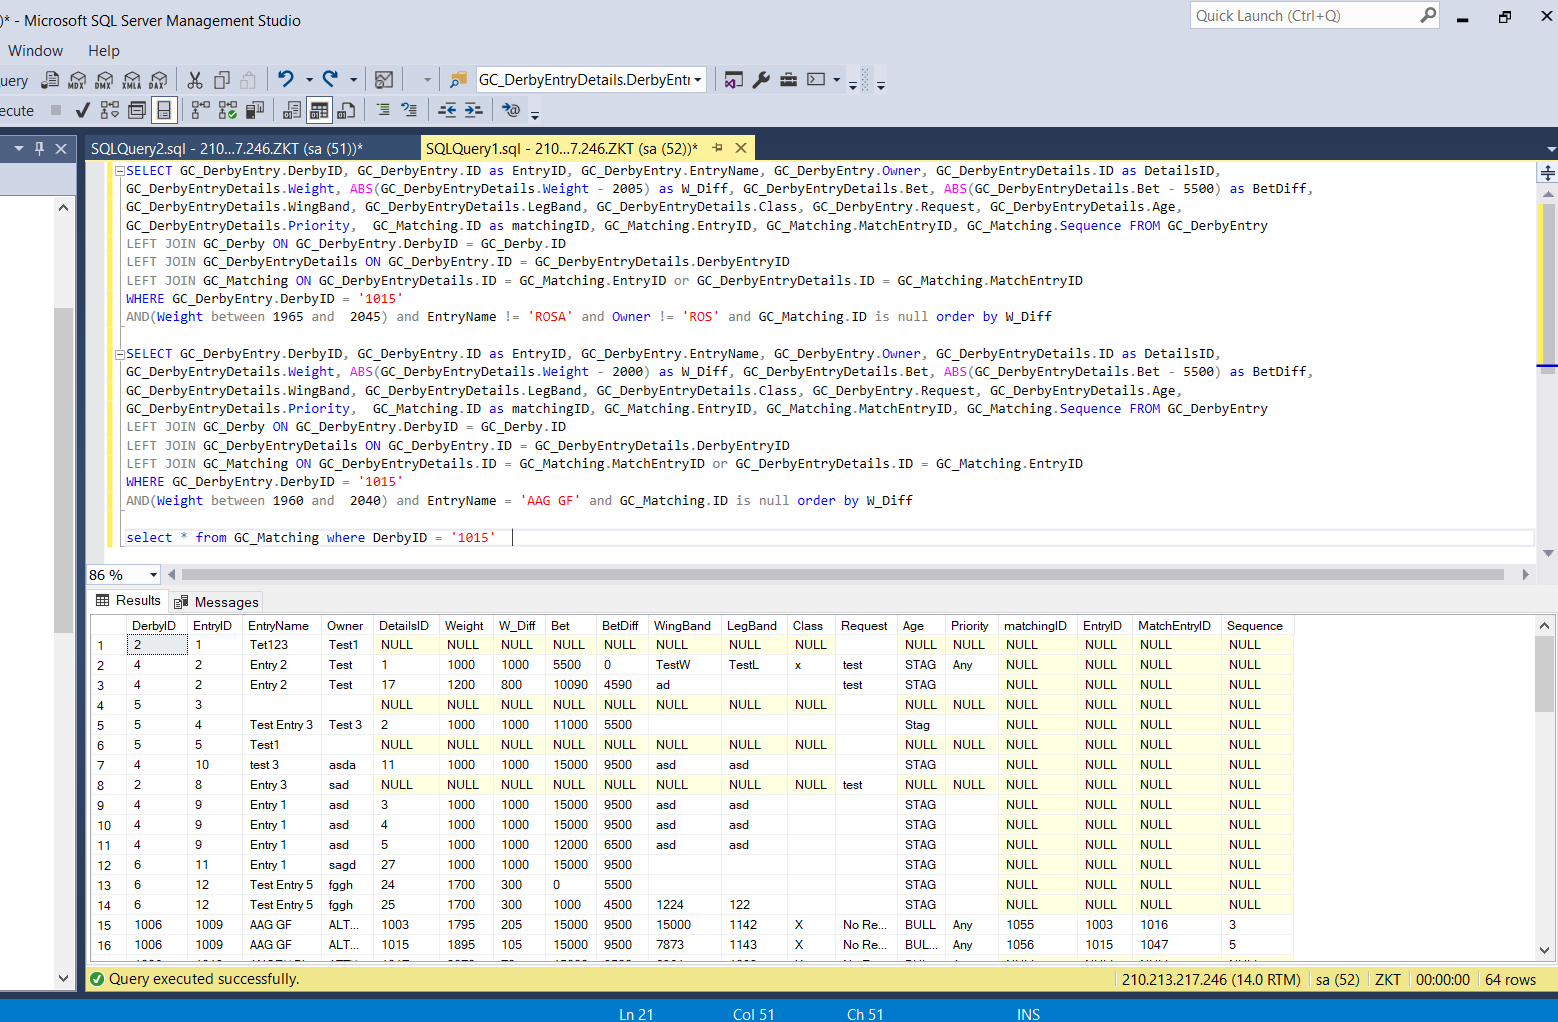 )* - Microsoft SQL Server Management Studio
Quick Launch (Ctrl+Q)
Window Help
uery MDX DMX XMLA DAX GC_DerbyEntryDetails.DerbyEntr
ecute
SQLQuery2.sql - 210...7.246.ZKT (sa (51))* SQLQuery1.sql - 210...7.246.ZKT (sa (52))*
SELECT GC_DerbyEntry.DerbyID, GC_DerbyEntry.ID as EntryID, GC_DerbyEntry.EntryName, GC_DerbyEntry.Owner, GC_DerbyEntryDetails.ID as DetailsID,
GC_DerbyEntryDetails.Weight, ABS(GC_DerbyEntryDetails.Weight - 2005) as W_Diff, GC_DerbyEntryDetails.Bet, ABS(GC_DerbyEntryDetails.Bet - 5500) as BetDiff,
GC_DerbyEntryDetails.WingBand, GC_DerbyEntryDetails.LegBand, GC_DerbyEntryDetails.Class, GC_DerbyEntry.Request, GC_DerbyEntryDetails.Age,
GC_DerbyEntryDetails.Priority, GC_Matching.ID as matchingID, GC_Matching.EntryID, GC_Matching.MatchEntryID, GC_Matching.Sequence FROM GC_DerbyEntry
LEFT JOIN GC_Derby ON GC_DerbyEntry.DerbyID = GC_Derby.ID
LEFT JOIN GC_DerbyEntryDetails ON GC_DerbyEntry.ID = GC_DerbyEntryDetails.DerbyEntryID
LEFT JOIN GC_Matching ON GC_DerbyEntryDetails.ID = GC_Matching.EntryID or GC_DerbyEntryDetails.ID = GC_Matching.MatchEntryID
WHERE GC_DerbyEntry.DerbyID = '1015'
AND(Weight between 1965 and 2045) and EntryName != 'ROSA' and Owner != 'ROS' and GC_Matching.ID is null order by W_Diff
SELECT GC_DerbyEntry.DerbyID, GC_DerbyEntry.ID as EntryID, GC_DerbyEntry.EntryName, GC_DerbyEntry.Owner, GC_DerbyEntryDetails.ID as DetailsID,
GC_DerbyEntryDetails.Weight, ABS(GC_DerbyEntryDetails.Weight - 2000) as W_Diff, GC_DerbyEntryDetails.Bet, ABS(GC_DerbyEntryDetails.Bet - 5500) as BetDiff,
GC_DerbyEntryDetails.WingBand, GC_DerbyEntryDetails.LegBand, GC_DerbyEntryDetails.Class, GC_DerbyEntry.Request, GC_DerbyEntryDetails.Age,
GC_DerbyEntryDetails.Priority, GC_Matching.ID as matchingID, GC_Matching.EntryID, GC_Matching.MatchEntryID, GC_Matching.Sequence FROM GC_DerbyEntry
LEFT JOIN GC_Derby ON GC_DerbyEntry.DerbyID = GC_Derby.ID
LEFT JOIN GC_DerbyEntryDetails ON GC_DerbyEntry.ID = GC_DerbyEntryDetails.DerbyEntryID
LEFT JOIN GC_Matching ON GC_DerbyEntryDetails.ID = GC_Matching.MatchEntryID or GC_DerbyEntryDetails.ID = GC_Matching.EntryID
WHERE GC_DerbyEntry.DerbyID = '1015'
AND(Weight between 1960 and 2040) and EntryName = 'AAG GF' and GC_Matching.ID is null order by W_Diff
select * from GC_Matching where DerbyID = '1015'
86 %
Results Messages
DerbyID EntryID EntryName Owner DetailsID Weight W_Diff Bet BetDiff WingBand LegBand Class Request Age Priority matchingID EntryID MatchEntryID Sequence
1 2 1 Tet123 Test1 NULL NULL NULL NULL NULL NULL NULL NULL NULL NULL NULL NULL NULL NULL
2 4 2 Entry 2 Test 1 1000 1000 5500 0 TestW TestL x test STAG Any NULL NULL NULL NULL
3 4 2 Entry 2 Test 17 1200 800 10090 4590 ad test STAG NULL NULL NULL NULL
4 5 3 NULL NULL NULL NULL NULL NULL NULL NULL NULL NULL NULL NULL NULL NULL
5 5 4 Test Entry 3 Test 3 2 1000 1000 11000 5500 Stag NULL NULL NULL NULL
6 5 5 Test1 NULL NULL NULL NULL NULL NULL NULL NULL NULL NULL NULL NULL NULL NULL
7 4 10 test 3 asda 11 1000 1000 15000 9500 asd asd STAG NULL NULL NULL NULL
8 2 8 Entry 3 sad NULL NULL NULL NULL NULL NULL NULL NULL test NULL NULL NULL NULL NULL NULL
9 4 9 Entry 1 asd 3 1000 1000 15000 9500 asd asd STAG NULL NULL NULL NULL
10 4 9 Entry 1 asd 4 1000 1000 15000 9500 asd asd STAG NULL NULL NULL NULL
11 4 9 Entry 1 asd 5 1000 1000 12000 6500 asd asd STAG NULL NULL NULL NULL
12 6 11 Entry 1 sagd 27 1000 1000 15000 9500 STAG NULL NULL NULL NULL
13 6 12 Test Entry 5 fggh 24 1700 300 0 5500 STAG NULL NULL NULL NULL
14 6 12 Test Entry 5 fggh 25 1700 300 1000 4500 1224 122 STAG NULL NULL NULL NULL
15 1006 1009 AAG GF ALT... 1003 1795 205 15000 9500 15000 1142 X No Re... BULL Any 1055 1003 1016 3
16 1006 1009 AAG GF ALT... 1015 1895 105 15000 9500 7873 1143 X No Re... BUL... Any 1056 1015 1047 5
Query executed successfully. 210.213.217.246 (14.0 RTM) sa (52) ZKT 00:00:00 64 rows
Ln 21 Col 51 Ch 51 INS